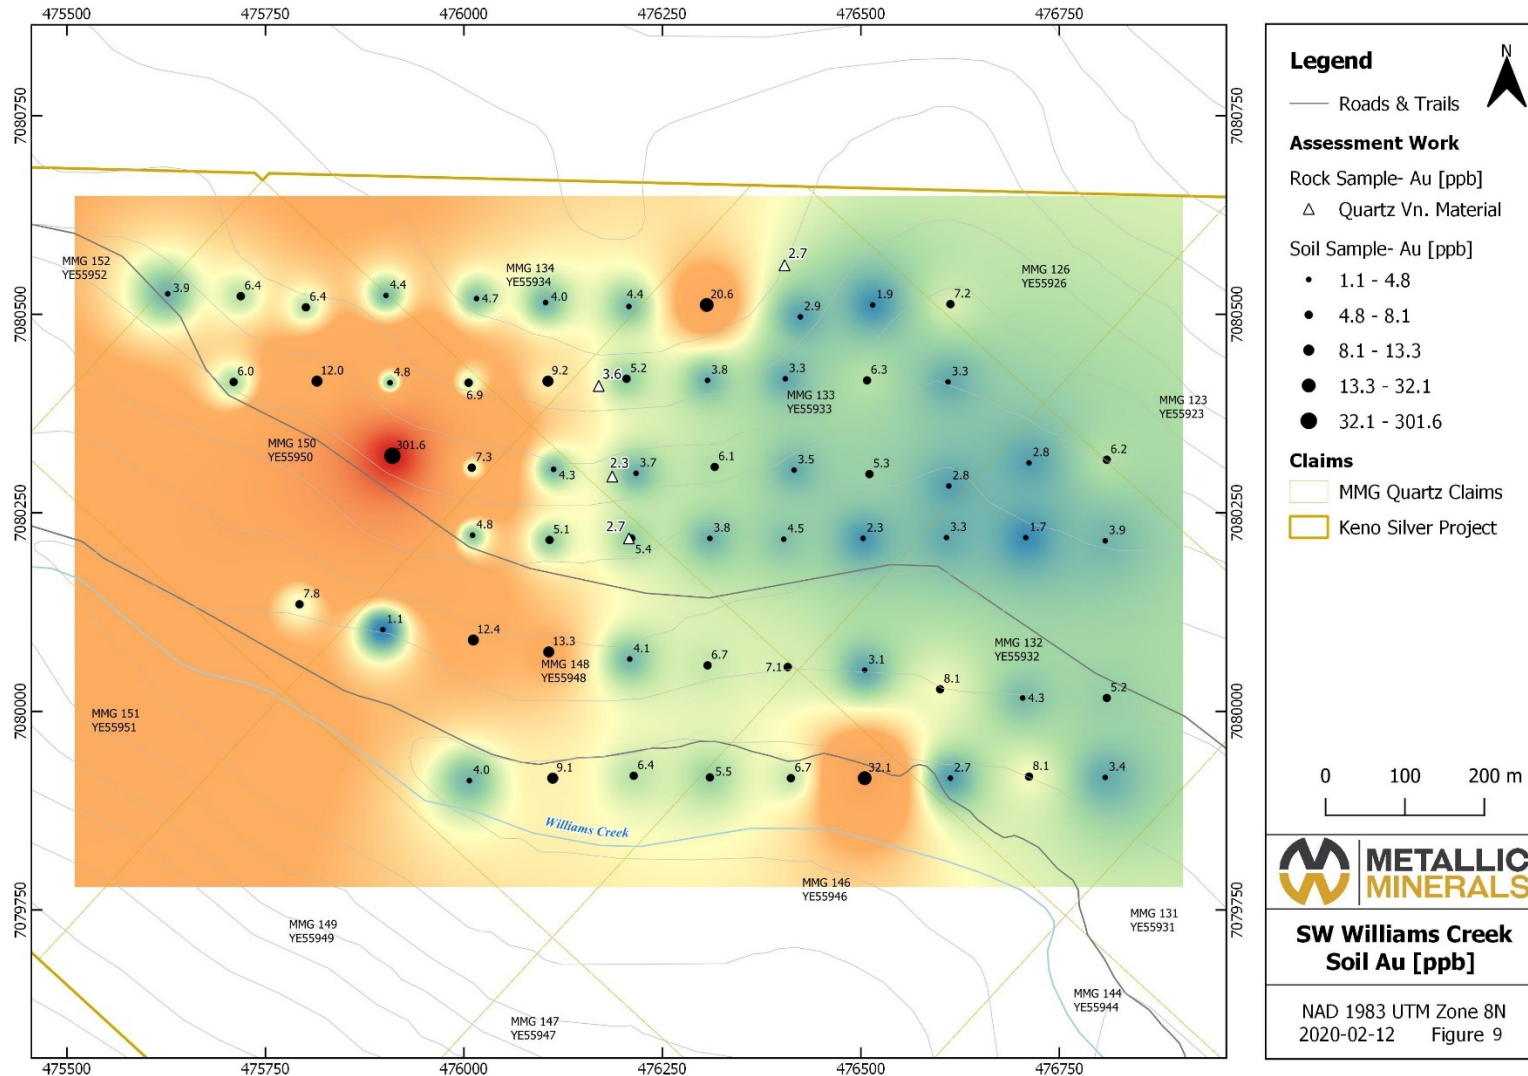 475500 475750 476000 476250 476500 476750
7080750
7080500
7080250
7080000
7079750
7080750
7080500
7080250
7080000
7079750
2.7
MMG 152
YE55952
MMG 134
YE55934
MMG 126
YE55926
3.9 6.4 6.4 4.4 4.7 4.0 4.4 20.6 2.9 1.9 7.2
6.0 12.0 4.8 6.9 9.2 3.6 5.2 3.8 3.3 6.3 3.3
MMG 133
YE55933
MMG 123
YE55923
MMG 150
YE55950
301.6 7.3 4.3 2.3 3.7 6.1 3.5 5.3 2.8 2.8 6.2
4.8 5.1 2.7 5.4 3.8 4.5 2.3 3.3 1.7 3.9
7.8 1.1 12.4 13.3 4.1 6.7 7.1 3.1 8.1 4.3 5.2
MMG 148
YE55948
MMG 132
YE55932
MMG 151
YE55951
4.0 9.1 6.4 5.5 6.7 32.1 2.7 8.1 3.4
Williams Creek
MMG 146
YE55946
MMG 149
YE55949
MMG 131
YE55931
MMG 144
YE55944
MMG 147
YE55947
475500 475750 476000 476250 476500 476750
Legend
N
Roads & Trails
Assessment Work
Rock Sample- Au [ppb]
Quartz Vn. Material
Soil Sample- Au [ppb]
1.1 - 4.8
4.8 - 8.1
8.1 - 13.3
13.3 - 32.1
32.1 - 301.6
Claims
MMG Quartz Claims
Keno Silver Project
0 100 200 m
METALLIC
MINERALS
SW Williams Creek
Soil Au [ppb]
NAD 1983 UTM Zone 8N
2020-02-12 Figure 9